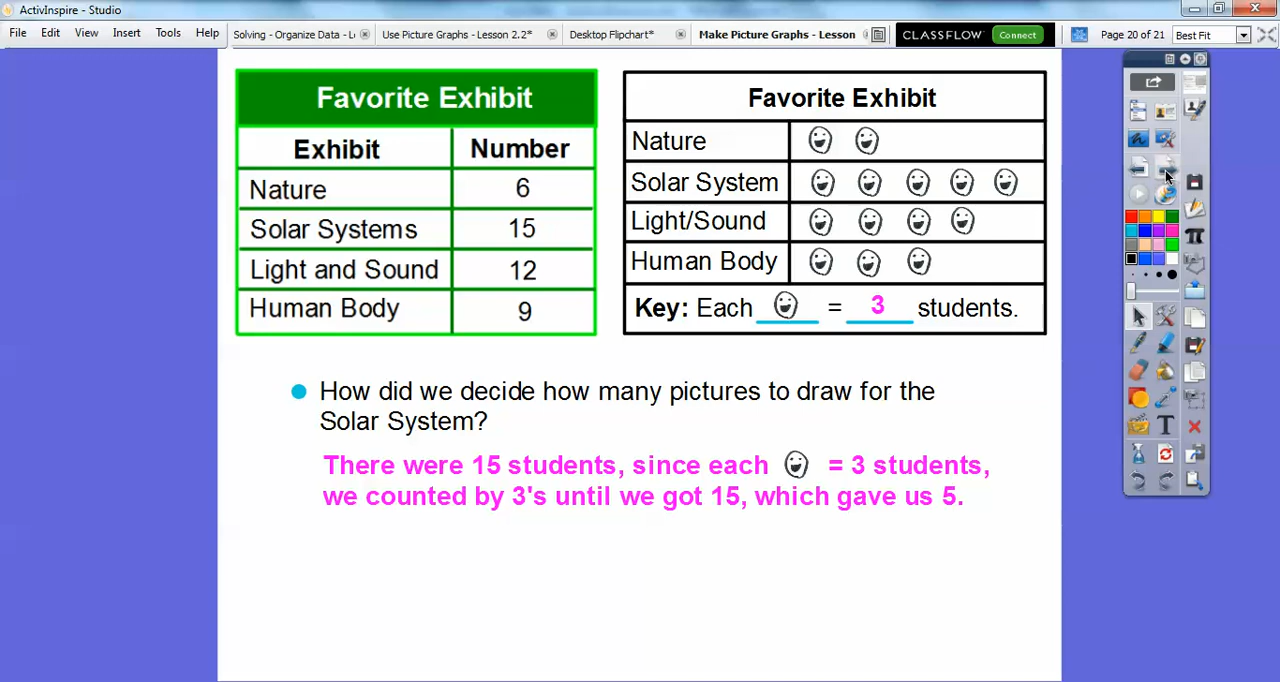 ActivInspire - Studio
File Edit View Insert Tools Help
Solving - Organize Data - L
Use Picture Graphs - Lesson 2.2*
Desktop Flipchart*
Make Picture Graphs - Lesson
CLASSFLOW Connect
Page 20 of 21
Best Fit
Favorite Exhibit
Exhibit Number
Nature 6
Solar Systems 15
Light and Sound 12
Human Body 9
Favorite Exhibit
Nature
Solar System
Light/Sound
Human Body
Key: Each = 3 students.
How did we decide how many pictures to draw for the
Solar System?
There were 15 students, since each = 3 students,
we counted by 3's until we got 15, which gave us 5.